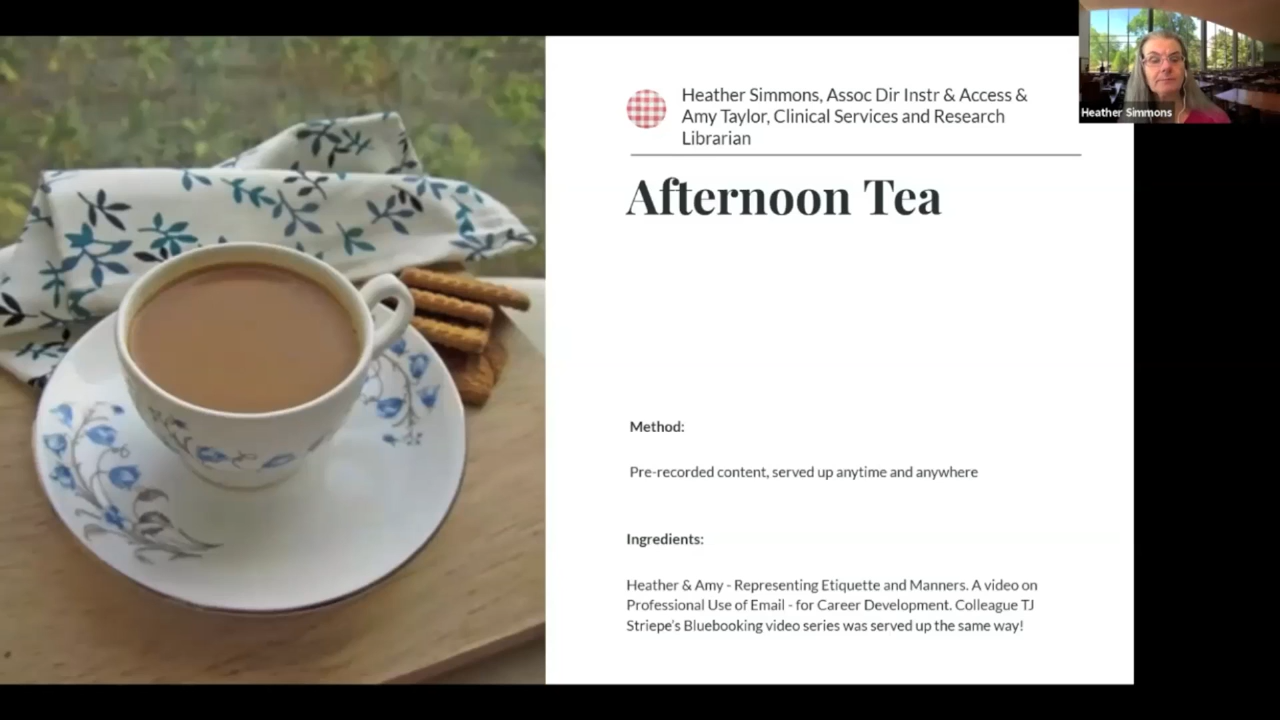 Heather Simmons, Assoc Dir Instr & Access &
Amy Taylor, Clinical Services and Research
Librarian
Heather Simmons
Afternoon Tea
Method:
Pre-recorded content, served up anytime and anywhere
Ingredients:
Heather & Amy - Representing Etiquette and Manners. A video on
Professional Use of Email - for Career Development. Colleague TJ
Striepe's Bluebooking video series was served up the same way!